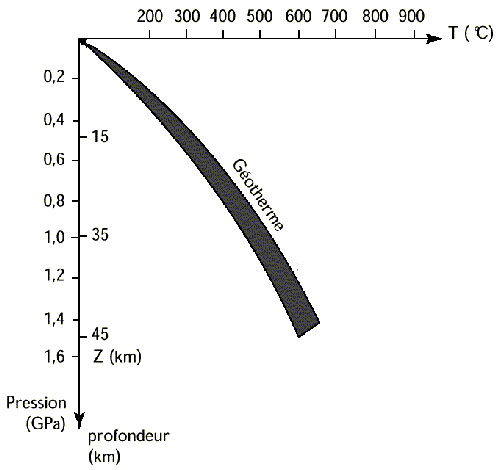 200 300 400 500 600 700 800 900 T ( °C)
0,2
0,4
15
0,6
Géotherme
0,8
1,0
35
1,2
1,4
45
1,6
Z (km)
Pression
(GPa)
profondeur
(km)